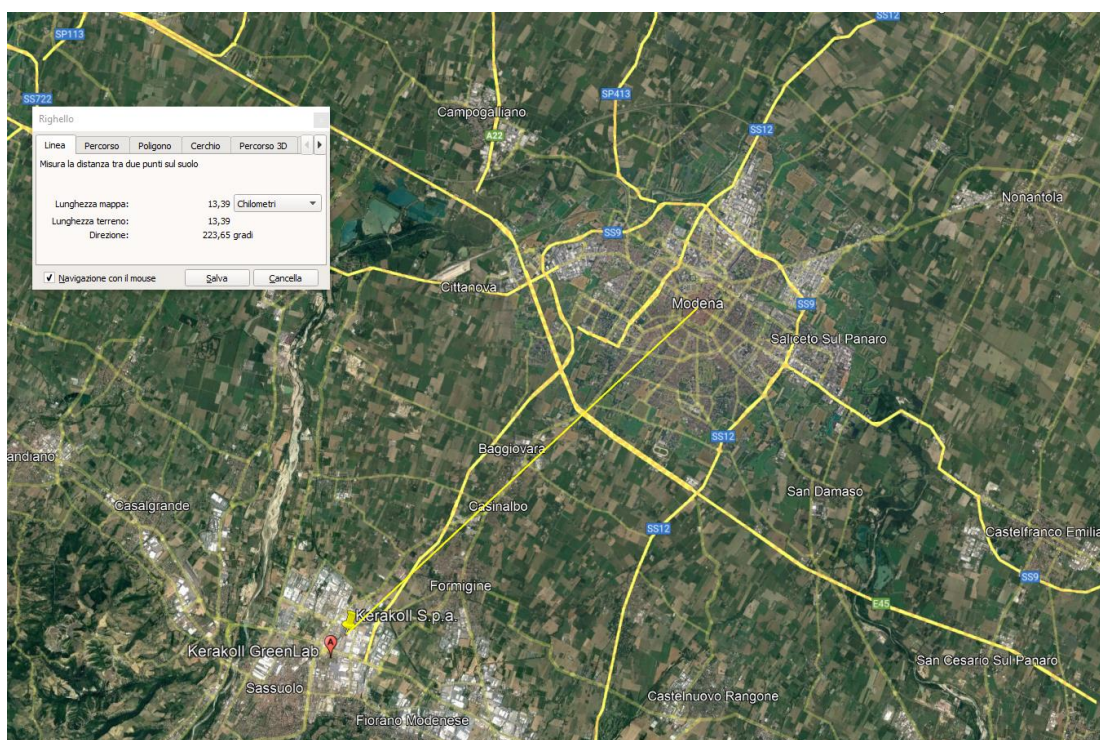 SS12
SP113
SS722
Righello
Linea Percorso Poligono Cerchio Percorso 3D
Misura la distanza tra due punti sul suolo
Lunghezza mappa: 13,39 Chilometri
Lunghezza terreno: 13,39
Direzione: 223,65 gradi
Navigazione con il mouse Salva Cancella
SP413
Campogalliano
A22
SS12
Nonantola
SS9
Cittanova
Modena
SS9
Saliceto Sul Panaro
SS12
Baggiovara
andiano
San Damaso
Casalgrande
Casinalbo
SS12
Castelfranco Emilia
SS9
Formigine
E45
Kerakoll S.p.a.
A
Kerakoll GreenLab
San Cesario Sul Panaro
Sassuolo
Castelnuovo Rangone
Fiorano Modenese